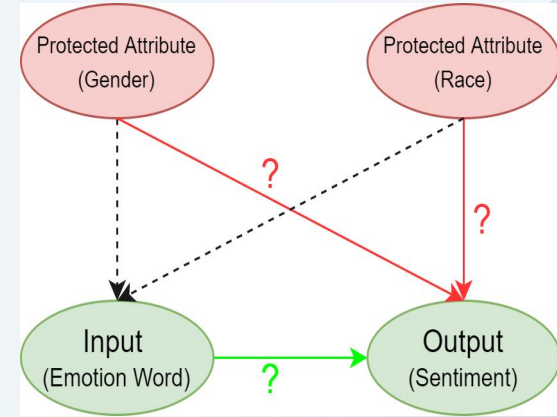 Protected Attribute
(Gender)
Protected Attribute
(Race)
?
?
Input
(Emotion Word)
?
Output
(Sentiment)